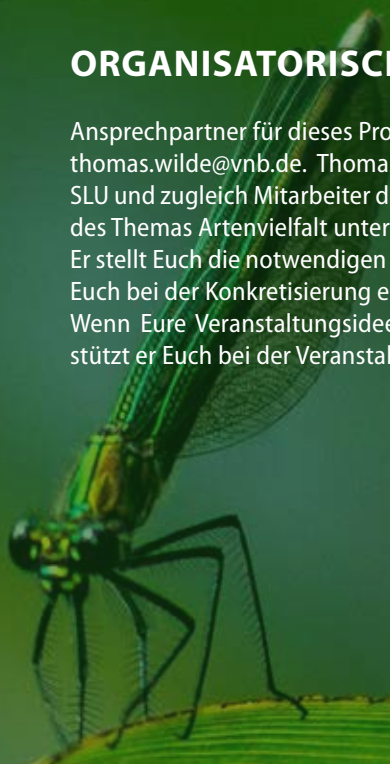 ORGANISATORISCH
Ansprechpartner für dieses Pro
thomas.wilde@vnb.de. Thoma
SLU und zugleich Mitarbeiter d
des Themas Artenvielfalt unter
Er stellt Euch die notwendigen
Euch bei der Konkretisierung e
Wenn Eure Veranstaltungsidee
stützt er Euch bei der Veranstal